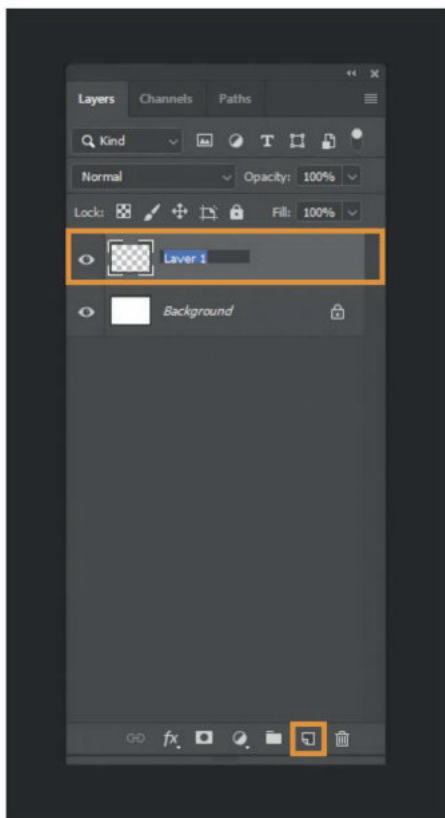 Layers Channels Paths
Kind T
Normal Opacity: 100%
Lock: Fill: 100%
Layer 1
Background
fx